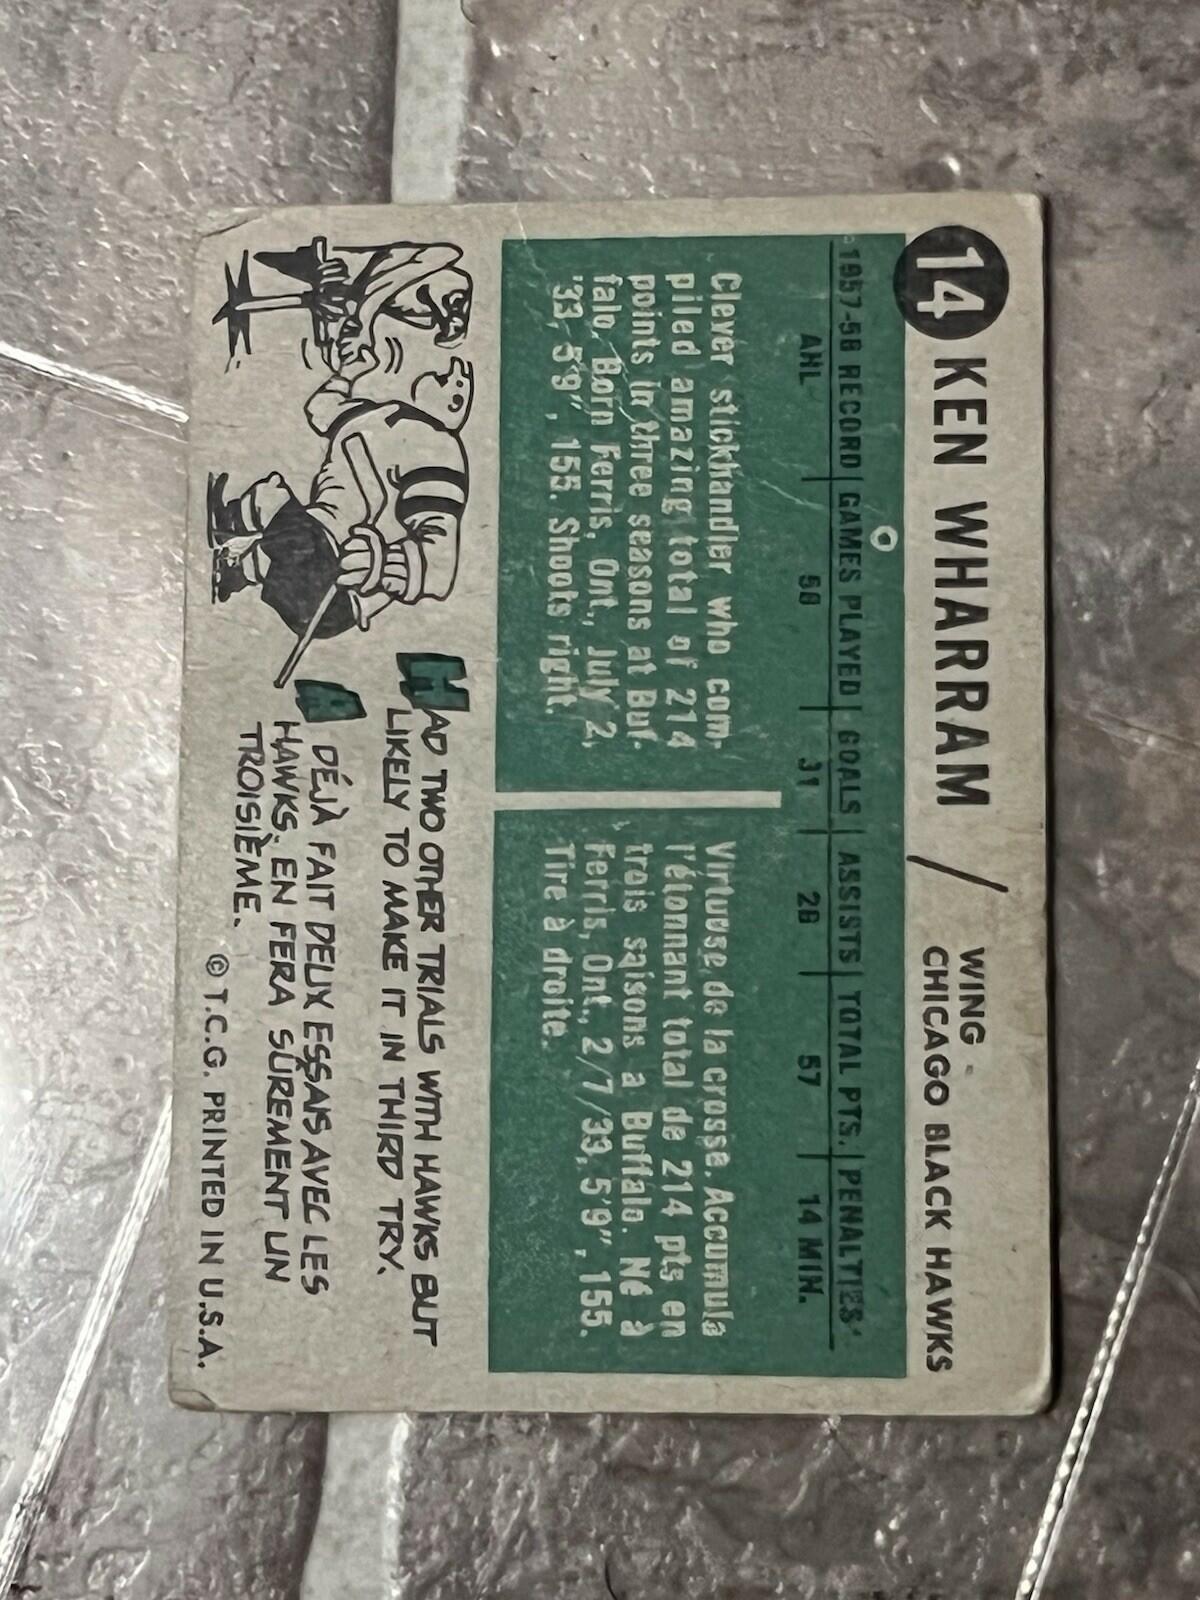 14 KEN WHARRAM / WING - CHICAGO BLACK HAWKS
1957-58 RECORD GAMES PLAYED GOALS ASSISTS TOTAL PTS. PENALTIES
AHL 58 31 26 57 14 MIN.
Clever stickhandler who com-
piled amazing total of 214
points in three seasons at Buf-
falo. Born Ferris, Ont., July 2,
'33, 5'9", 155. Shoots right.
Virtuose de la crosse. Accumula
l'étonnant total de 214 pts en
trois saisons a Buffalo. Né à
Ferris, Ont., 2/7/33, 5'9", 155.
Tire à droite.
HAD TWO OTHER TRIALS WITH HAWKS BUT
LIKELY TO MAKE IT IN THIRD TRY.
A DÉJÀ FAIT DEUX ESSAIS AVEC LES
HAWKS. EN FERA SÛREMENT UN
TROISIÈME.
© T.C.G. PRINTED IN U.S.A.